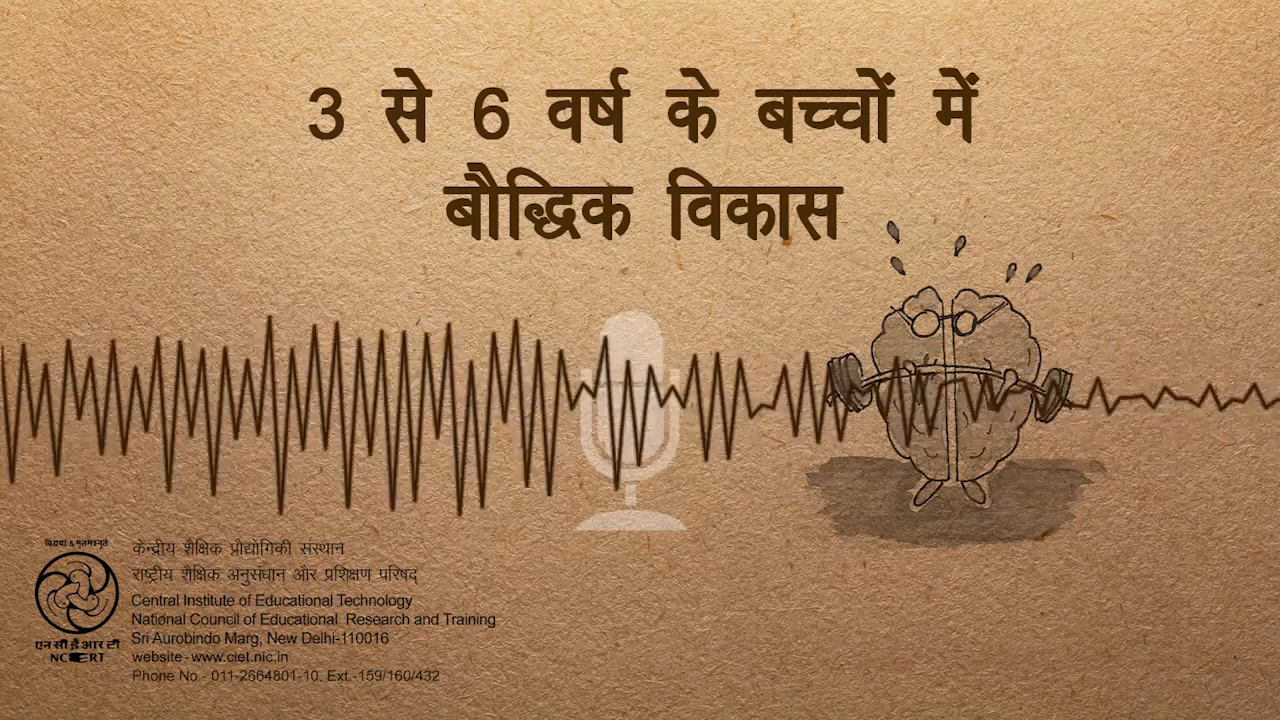 3 से 6 वर्ष के बच्चों में
बौद्धिक विकास
विद्यया ऽ मृतमश्नुते
एन सी ई आर टी
NCERT
केन्द्रीय शैक्षिक प्रौद्योगिकी संस्थान
राष्ट्रीय शैक्षिक अनुसंधान और प्रशिक्षण परिषद्
Central Institute of Educational Technology
National Council of Educational Research and Training
Sri Aurobindo Marg, New Delhi-110016
website - www.ciet.nic.in
Phone No.- 011-2664801-10, Ext.-159/160/432